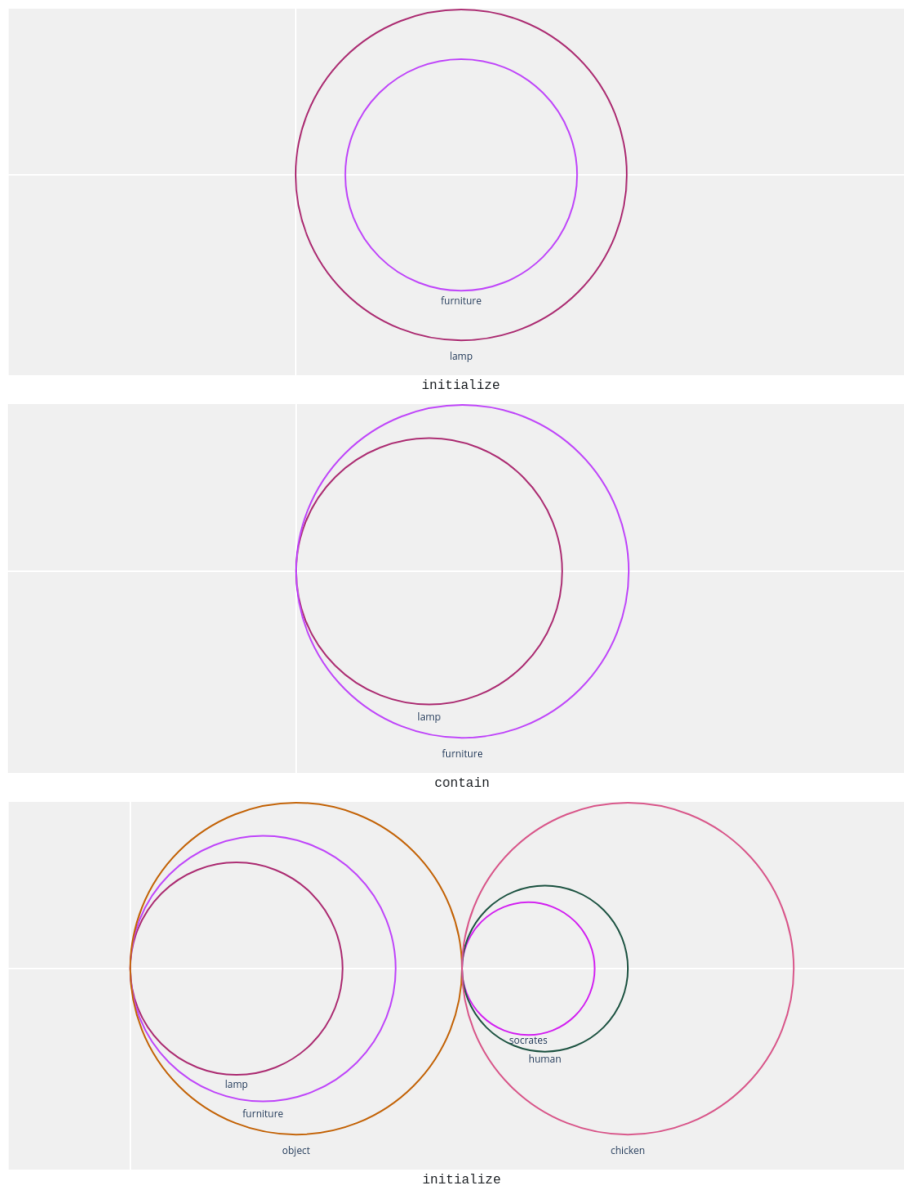 furniture
lamp
initialize
lamp
furniture
contain
socrates
human
lamp
furniture
object
chicken
initialize